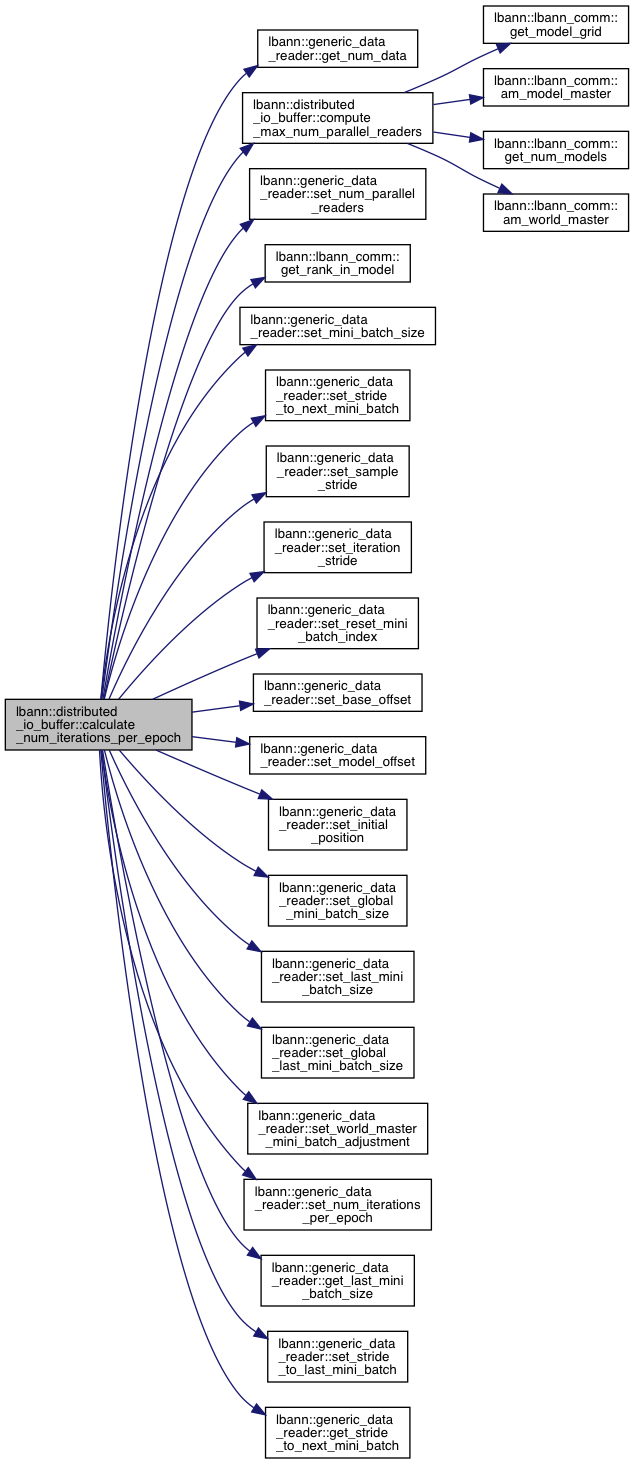 lbann::generic_data
_reader::get_num_data
lbann::distributed
_io_buffer::compute
_max_num_parallel_readers
lbann::lbann_comm::
get_model_grid
lbann::lbann_comm::
am_model_master
lbann::lbann_comm::
get_num_models
lbann::lbann_comm::
am_world_master
lbann::generic_data
_reader::set_num_parallel
_readers
lbann::lbann_comm::
get_rank_in_model
lbann::generic_data
_reader::set_mini_batch_size
lbann::generic_data
_reader::set_stride
_to_next_mini_batch
lbann::generic_data
_reader::set_sample
_stride
lbann::generic_data
_reader::set_iteration
_stride
lbann::generic_data
_reader::set_reset_mini
_batch_index
lbann::distributed
_io_buffer::calculate
_num_iterations_per_epoch
lbann::generic_data
_reader::set_base_offset
lbann::generic_data
_reader::set_model_offset
lbann::generic_data
_reader::set_initial
_position
lbann::generic_data
_reader::set_global
_mini_batch_size
lbann::generic_data
_reader::set_last_mini
_batch_size
lbann::generic_data
_reader::set_global
_last_mini_batch_size
lbann::generic_data
_reader::set_world_master
_mini_batch_adjustment
lbann::generic_data
_reader::set_num_iterations
_per_epoch
lbann::generic_data
_reader::get_last_mini
_batch_size
lbann::generic_data
_reader::set_stride
_to_last_mini_batch
lbann::generic_data
_reader::get_stride
_to_next_mini_batch